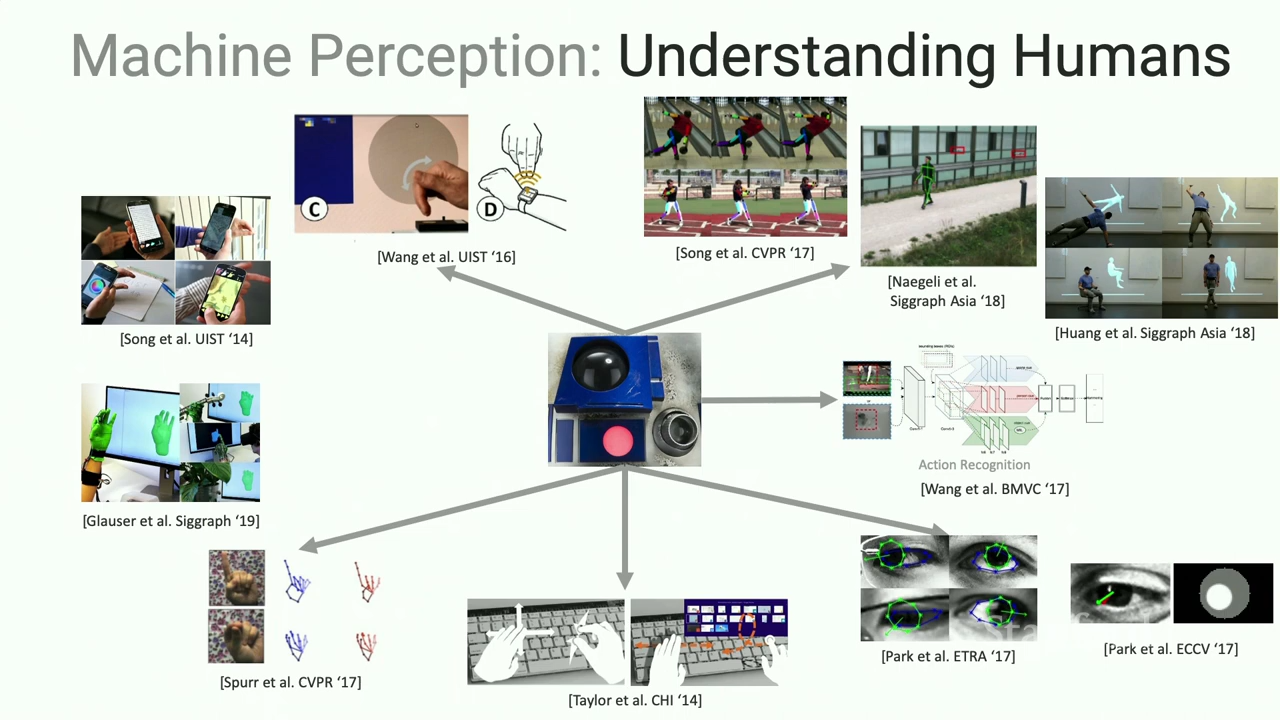 Machine Perception: Understanding Humans
C
D
[Wang et al. UIST ‘16]
[Song et al. CVPR ‘17]
[Naegeli et al.
Siggraph Asia ‘18]
[Huang et al. Siggraph Asia ‘18]
[Song et al. UIST ‘14]
Action Recognition
[Wang et al. BMVC ‘17]
[Glauser et al. Siggraph ‘19]
[Spurr et al. CVPR ‘17]
[Taylor et al. CHI ‘14]
[Park et al. ETRA ‘17]
[Park et al. ECCV ‘17]